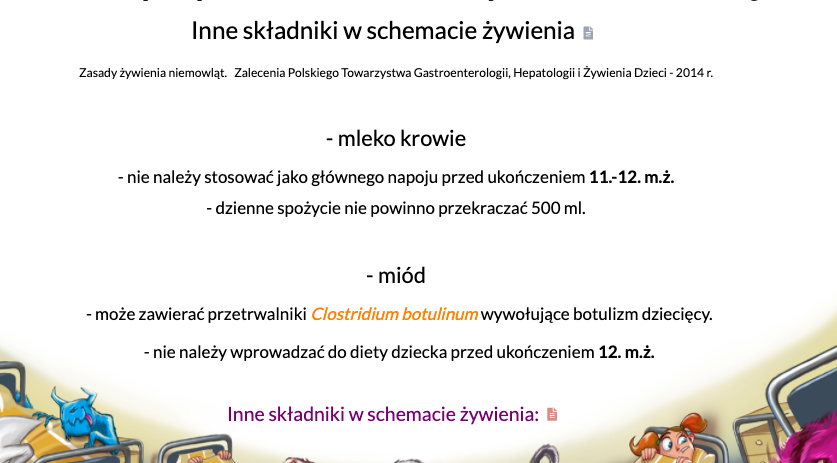 Inne składniki w schemacie żywienia
Zasady żywienia niemowląt. Zalecenia Polskiego Towarzystwa Gastroenterologii, Hepatologii i Żywienia Dzieci - 2014 r.
- mleko krowie
- nie należy stosować jako głównego napoju przed ukończeniem 11.-12. m.ż.
- dzienne spożycie nie powinno przekraczać 500 ml.
- miód
- może zawierać przetrwalniki Clostridium botulinum wywołujące botulizm dziecięcy.
- nie należy wprowadzać do diety dziecka przed ukończeniem 12. m.ż.
Inne składniki w schemacie żywienia: